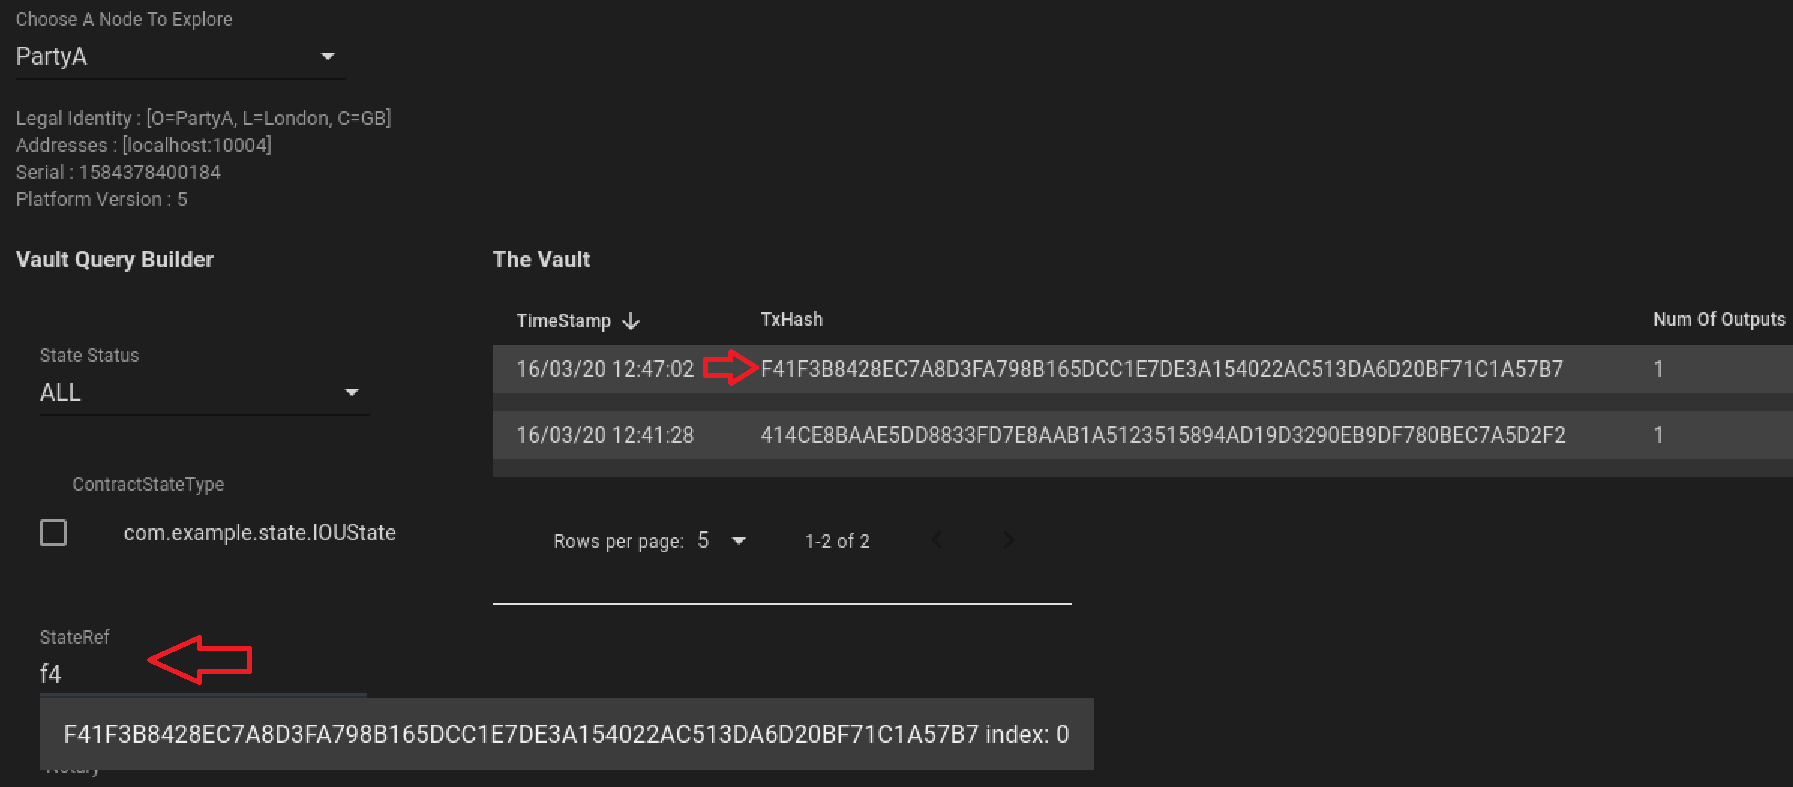 Choose A Node To Explore
PartyA
Legal Identity : [O=PartyA, L=London, C=GB]
Addresses : [localhost:10004]
Serial : 1584378400184
Platform Version : 5
Vault Query Builder
The Vault
State Status
ALL
ContractStateType
com.example.state.IOUState
StateRef
f4
F41F3B8428EC7A8D3FA798B165DCC1E7DE3A154022AC513DA6D20BF71C1A57B7 index: 0
Notary
TimeStamp TxHash Num Of Outputs
16/03/20 12:47:02 F41F3B8428EC7A8D3FA798B165DCC1E7DE3A154022AC513DA6D20BF71C1A57B7 1
16/03/20 12:41:28 414CE8BAAE5DD8833FD7E8AAB1A5123515894AD19D3290EB9DF780BEC7A5D2F2 1
Rows per page: 5 1-2 of 2